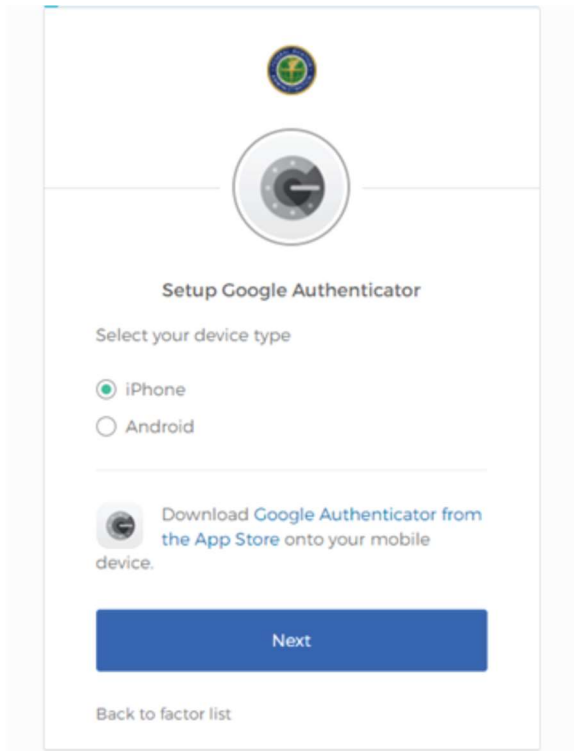 Setup Google Authenticator
Select your device type
iPhone
Android
Download Google Authenticator from
the App Store onto your mobile
device.
Next
Back to factor list